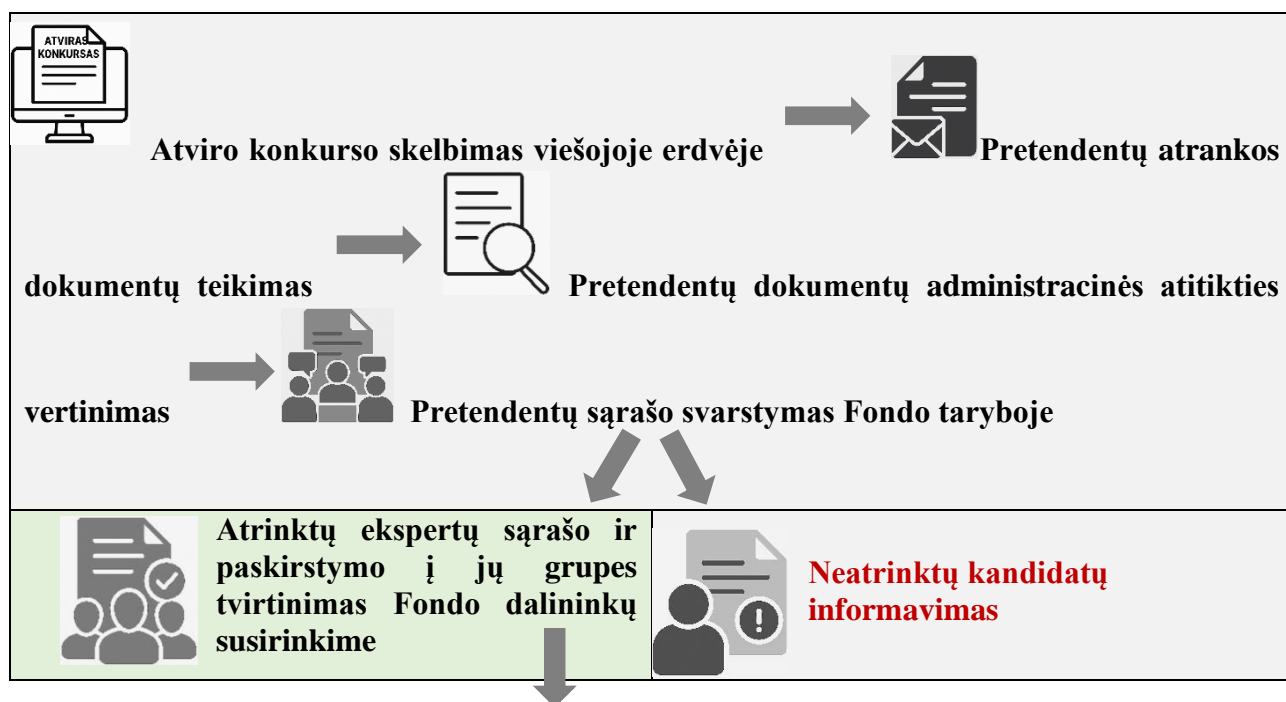 ATVIRAS
KONKURSAS
Atviro konkurso skelbimas viešojoje erdvėje Pretendentų atrankos
dokumentų teikimas Pretendentų dokumentų administracinės atitikties
vertinimas Pretendentų sąrašo svarstymas Fondo taryboje
Atrinktų ekspertų sąrašo ir
paskirstymo į jų grupes
tvirtinimas Fondo dalininkų
susirinkime
Neatrinktų kandidatų
informavimas